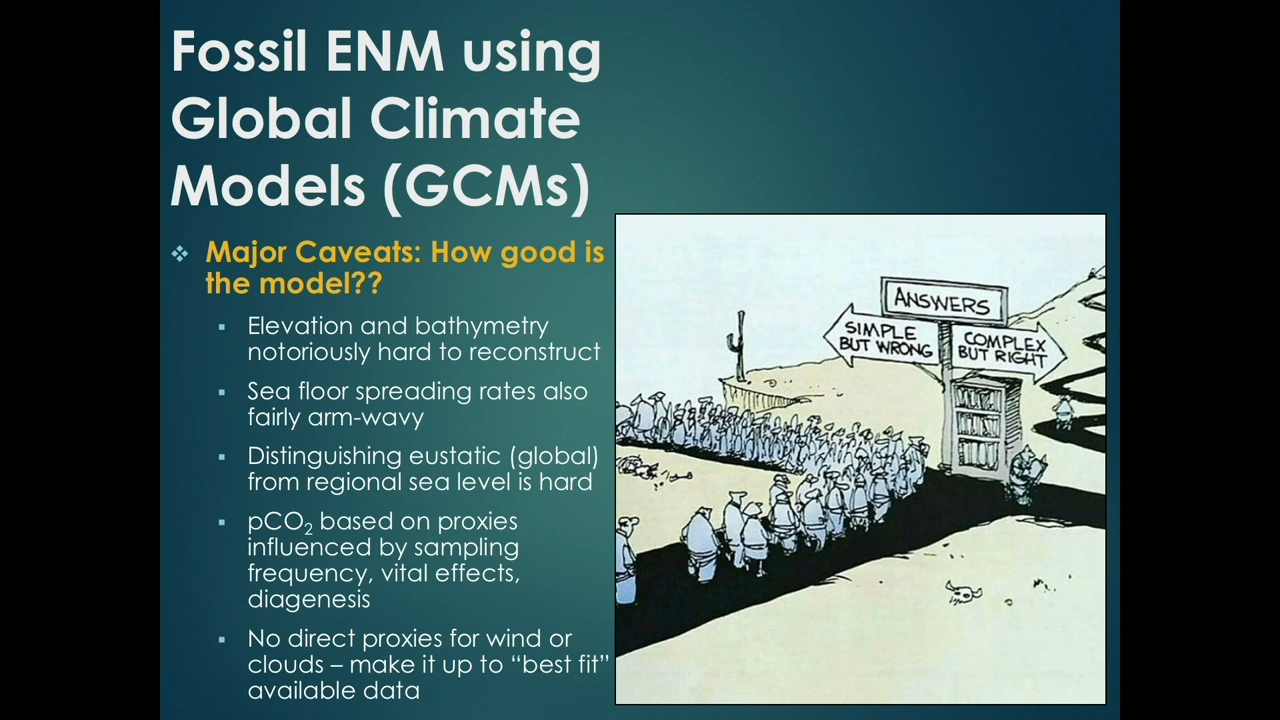 Fossil ENM using
Global Climate
Models (GCMs)
Major Caveats: How good is
the model??
Elevation and bathymetry
notoriously hard to reconstruct
Sea floor spreading rates also
fairly arm-wavy
Distinguishing eustatic (global)
from regional sea level is hard
pCO₂ based on proxies
influenced by sampling
frequency, vital effects,
diagenesis
No direct proxies for wind or
clouds – make it up to “best fit”
available data
ANSWERS
SIMPLE
BUT WRONG
COMPLEX
BUT RIGHT